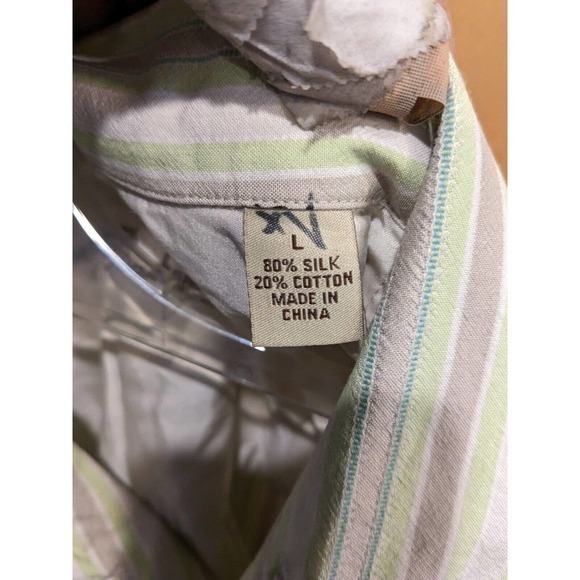 L
80% SILK
20% COTTON
MADE IN
CHINA